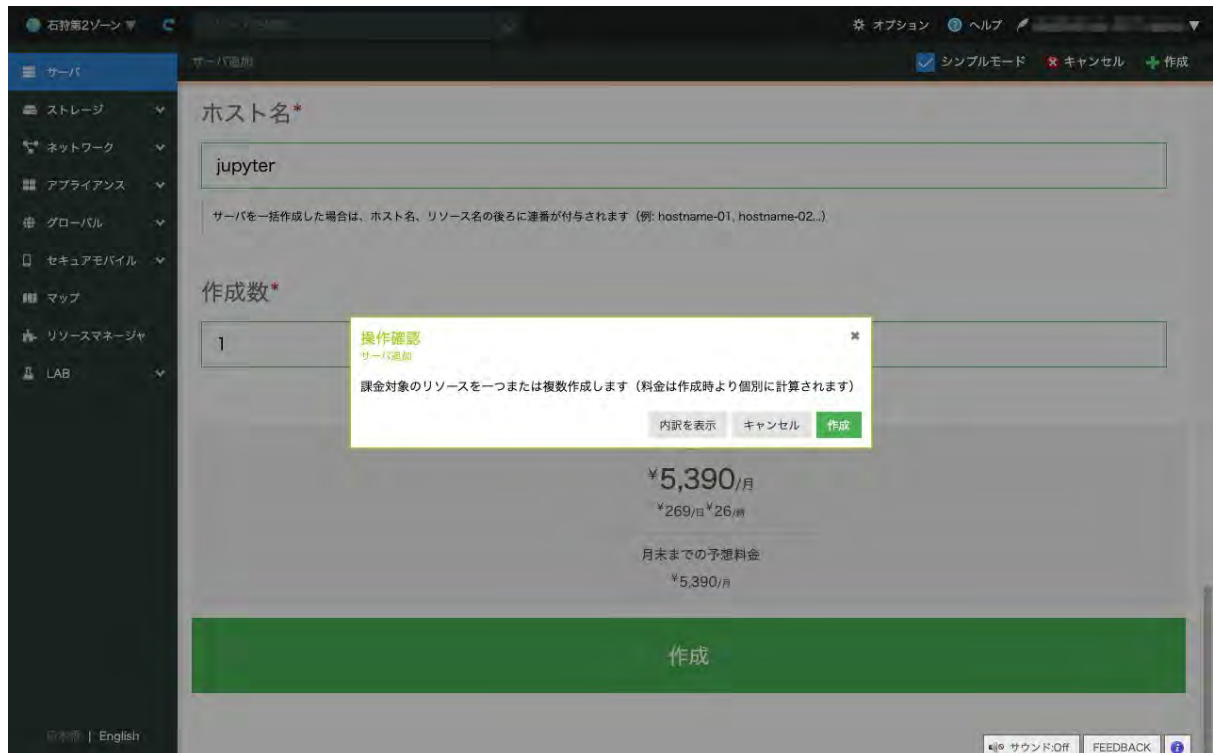 石狩第2ゾーン ▼
オプション
ヘルプ
▼
サーバ
サーバ追加
シンプルモード
キャンセル
作成
ストレージ
ネットワーク
アプライアンス
グローバル
セキュアモバイル
マップ
リソースマネージャ
LAB
ホスト名*
jupyter
サーバを一括作成した場合は、ホスト名、リソース名の後ろに連番が付与されます（例: hostname-01, hostname-02...）
作成数*
1
操作確認
サーバ追加
課金対象のリソースを一つまたは複数作成します（料金は作成時より個別に計算されます）
内訳を表示
キャンセル
作成
¥5,390/月
¥269/日¥26/時
月末までの予想料金
¥5,390/月
作成
日本語 | English
サウンド:Off
FEEDBACK